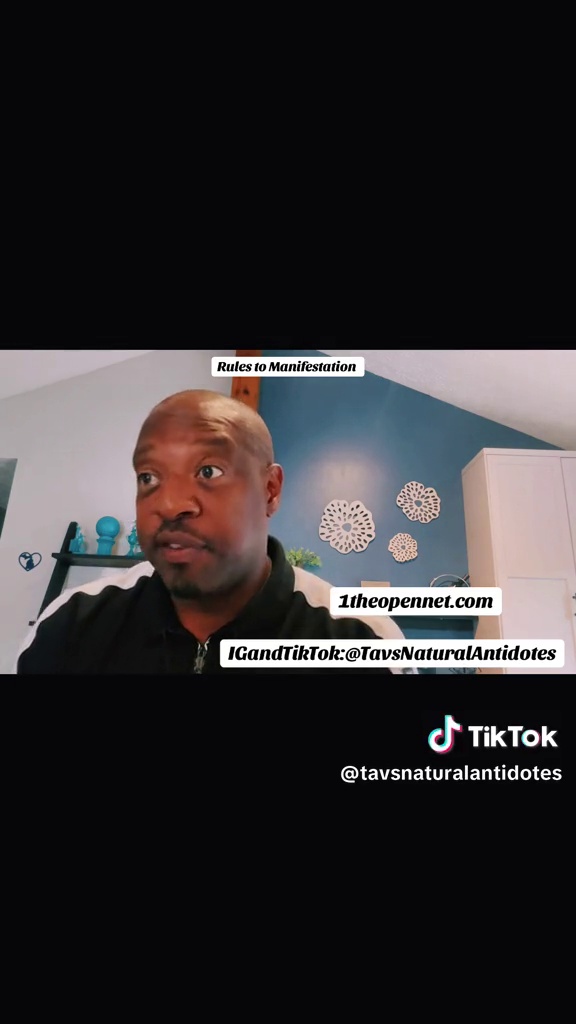 Rules to Manifestation
1theopennet.com
IGandTikTok:@TavsNaturalAntidotes
TikTok
@tavsnaturalantidotes